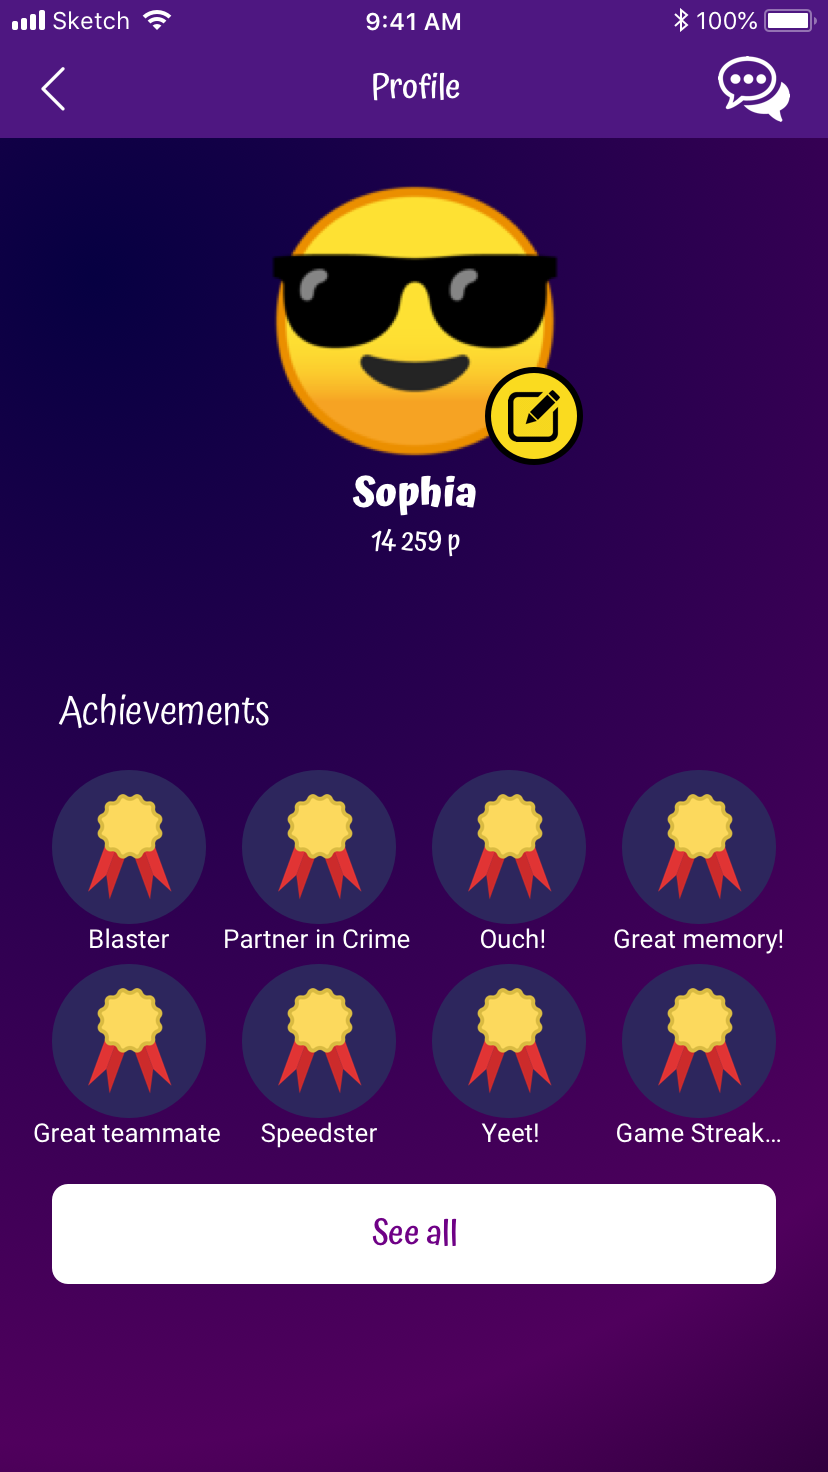 Sketch 9:41 AM 100%
Profile
Sophia
14 259 p
Achievements
Blaster Partner in Crime Ouch! Great memory!
Great teammate Speedster Yeet! Game Streak...
See all